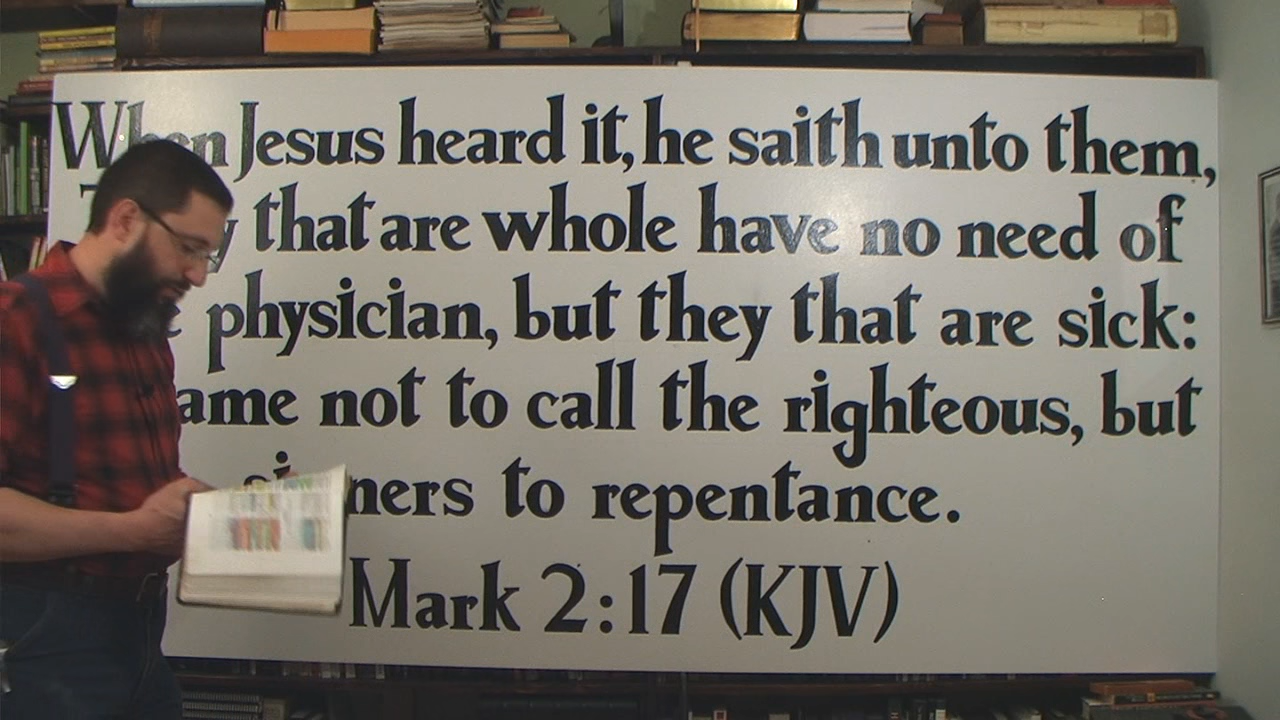 When Jesus heard it, he saith unto them,
that are whole have no need of
physician, but they that are sick:
ame not to call the righteous, but
sinners to repentance.
Mark 2:17 (KJV)